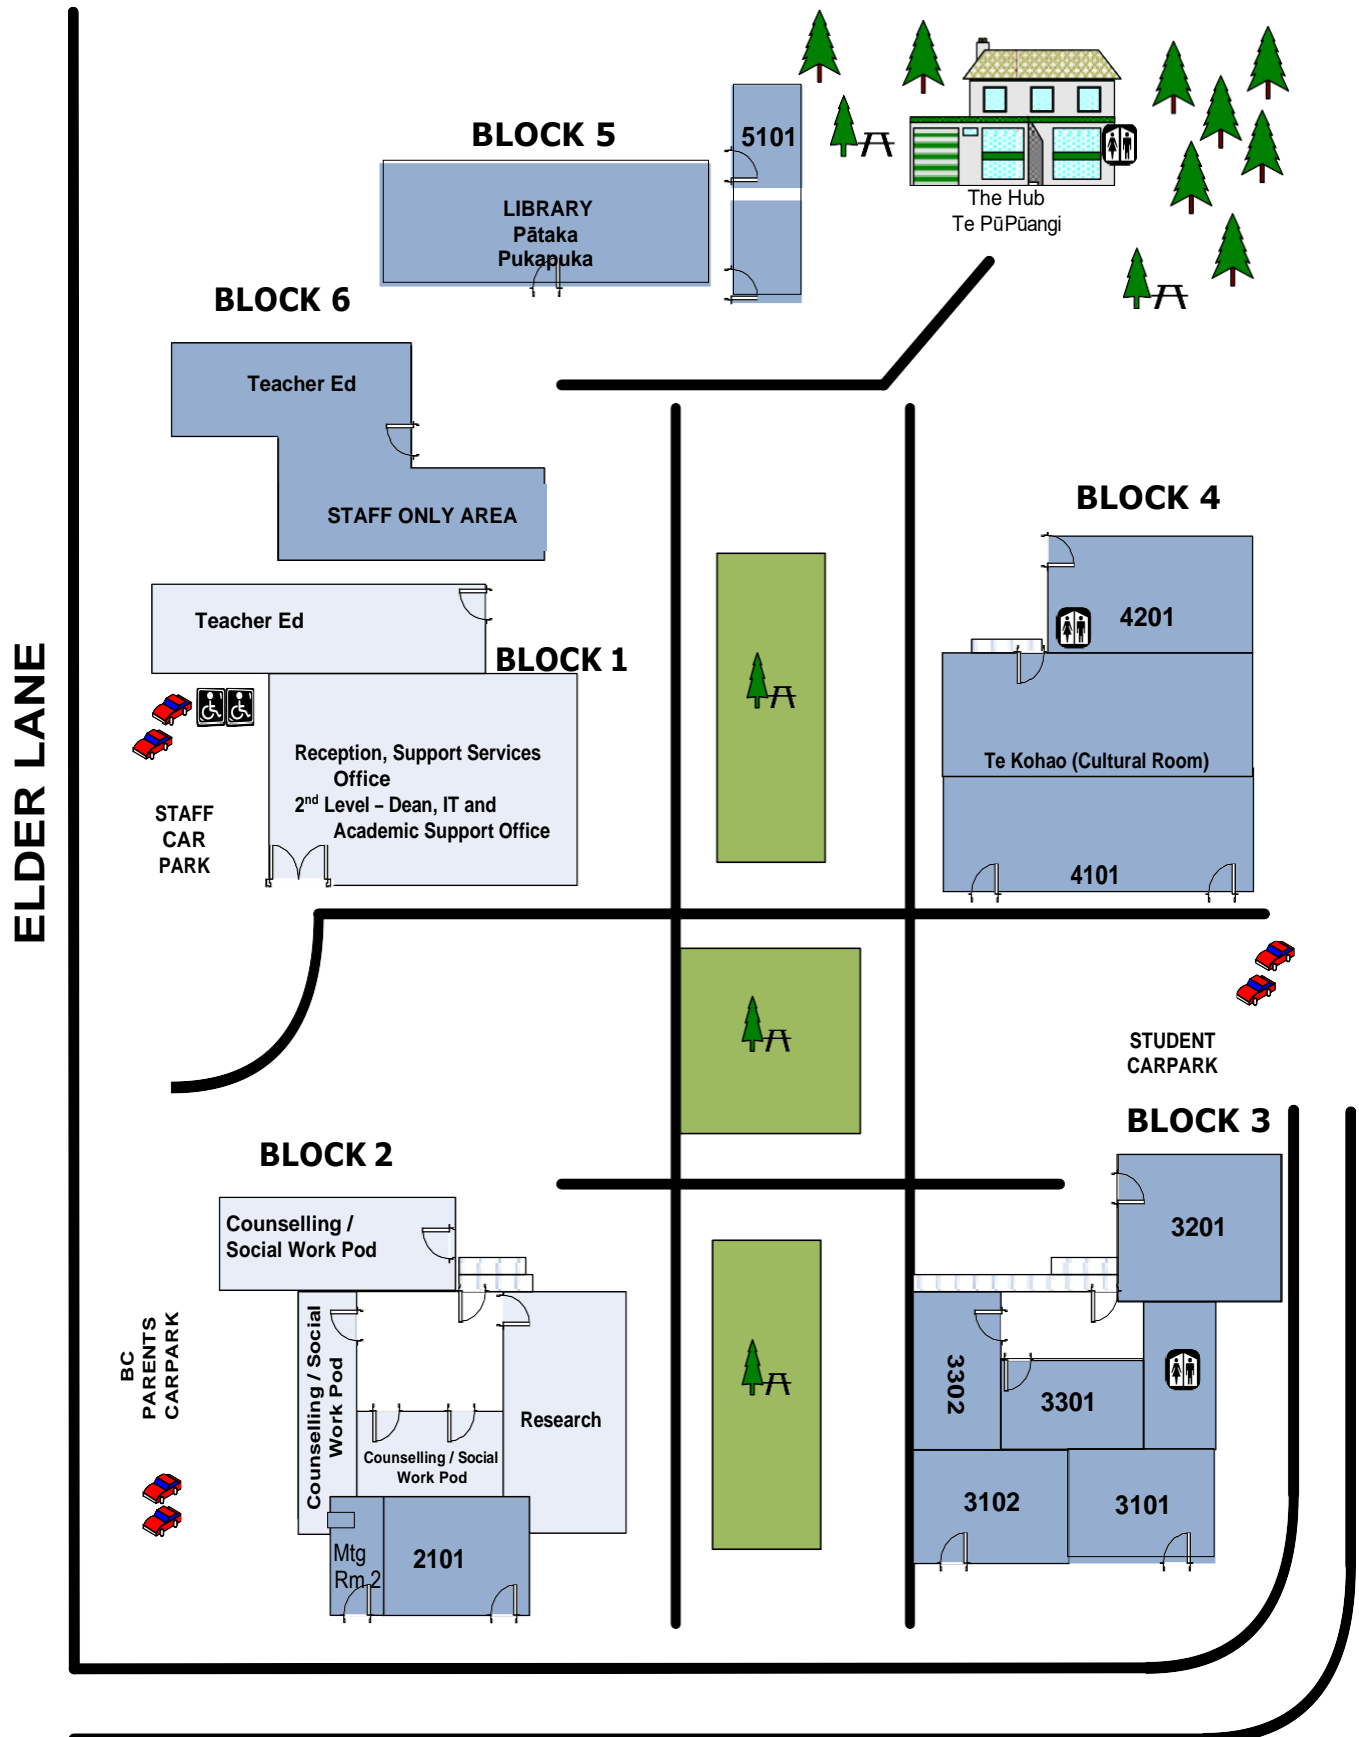 BLOCK 5
5101
LIBRARY
Pātaka
Pukapuka
The Hub
Te PūPūangi
BLOCK 6
Teacher Ed
STAFF ONLY AREA
BLOCK 4
4201
Te Kohao (Cultural Room)
4101
Teacher Ed
BLOCK 1
Reception, Support Services
Office
2nd Level – Dean, IT and
Academic Support Office
STAFF
CAR
PARK
ELDER LANE
STUDENT
CARPARK
BLOCK 3
3201
3302
3301
3102
3101
BLOCK 2
Counselling /
Social Work Pod
Counselling / Social
Work Pod
Counselling / Social
Work Pod
Research
Mtg
Rm 2
2101
BC
PARENTS
CARPARK